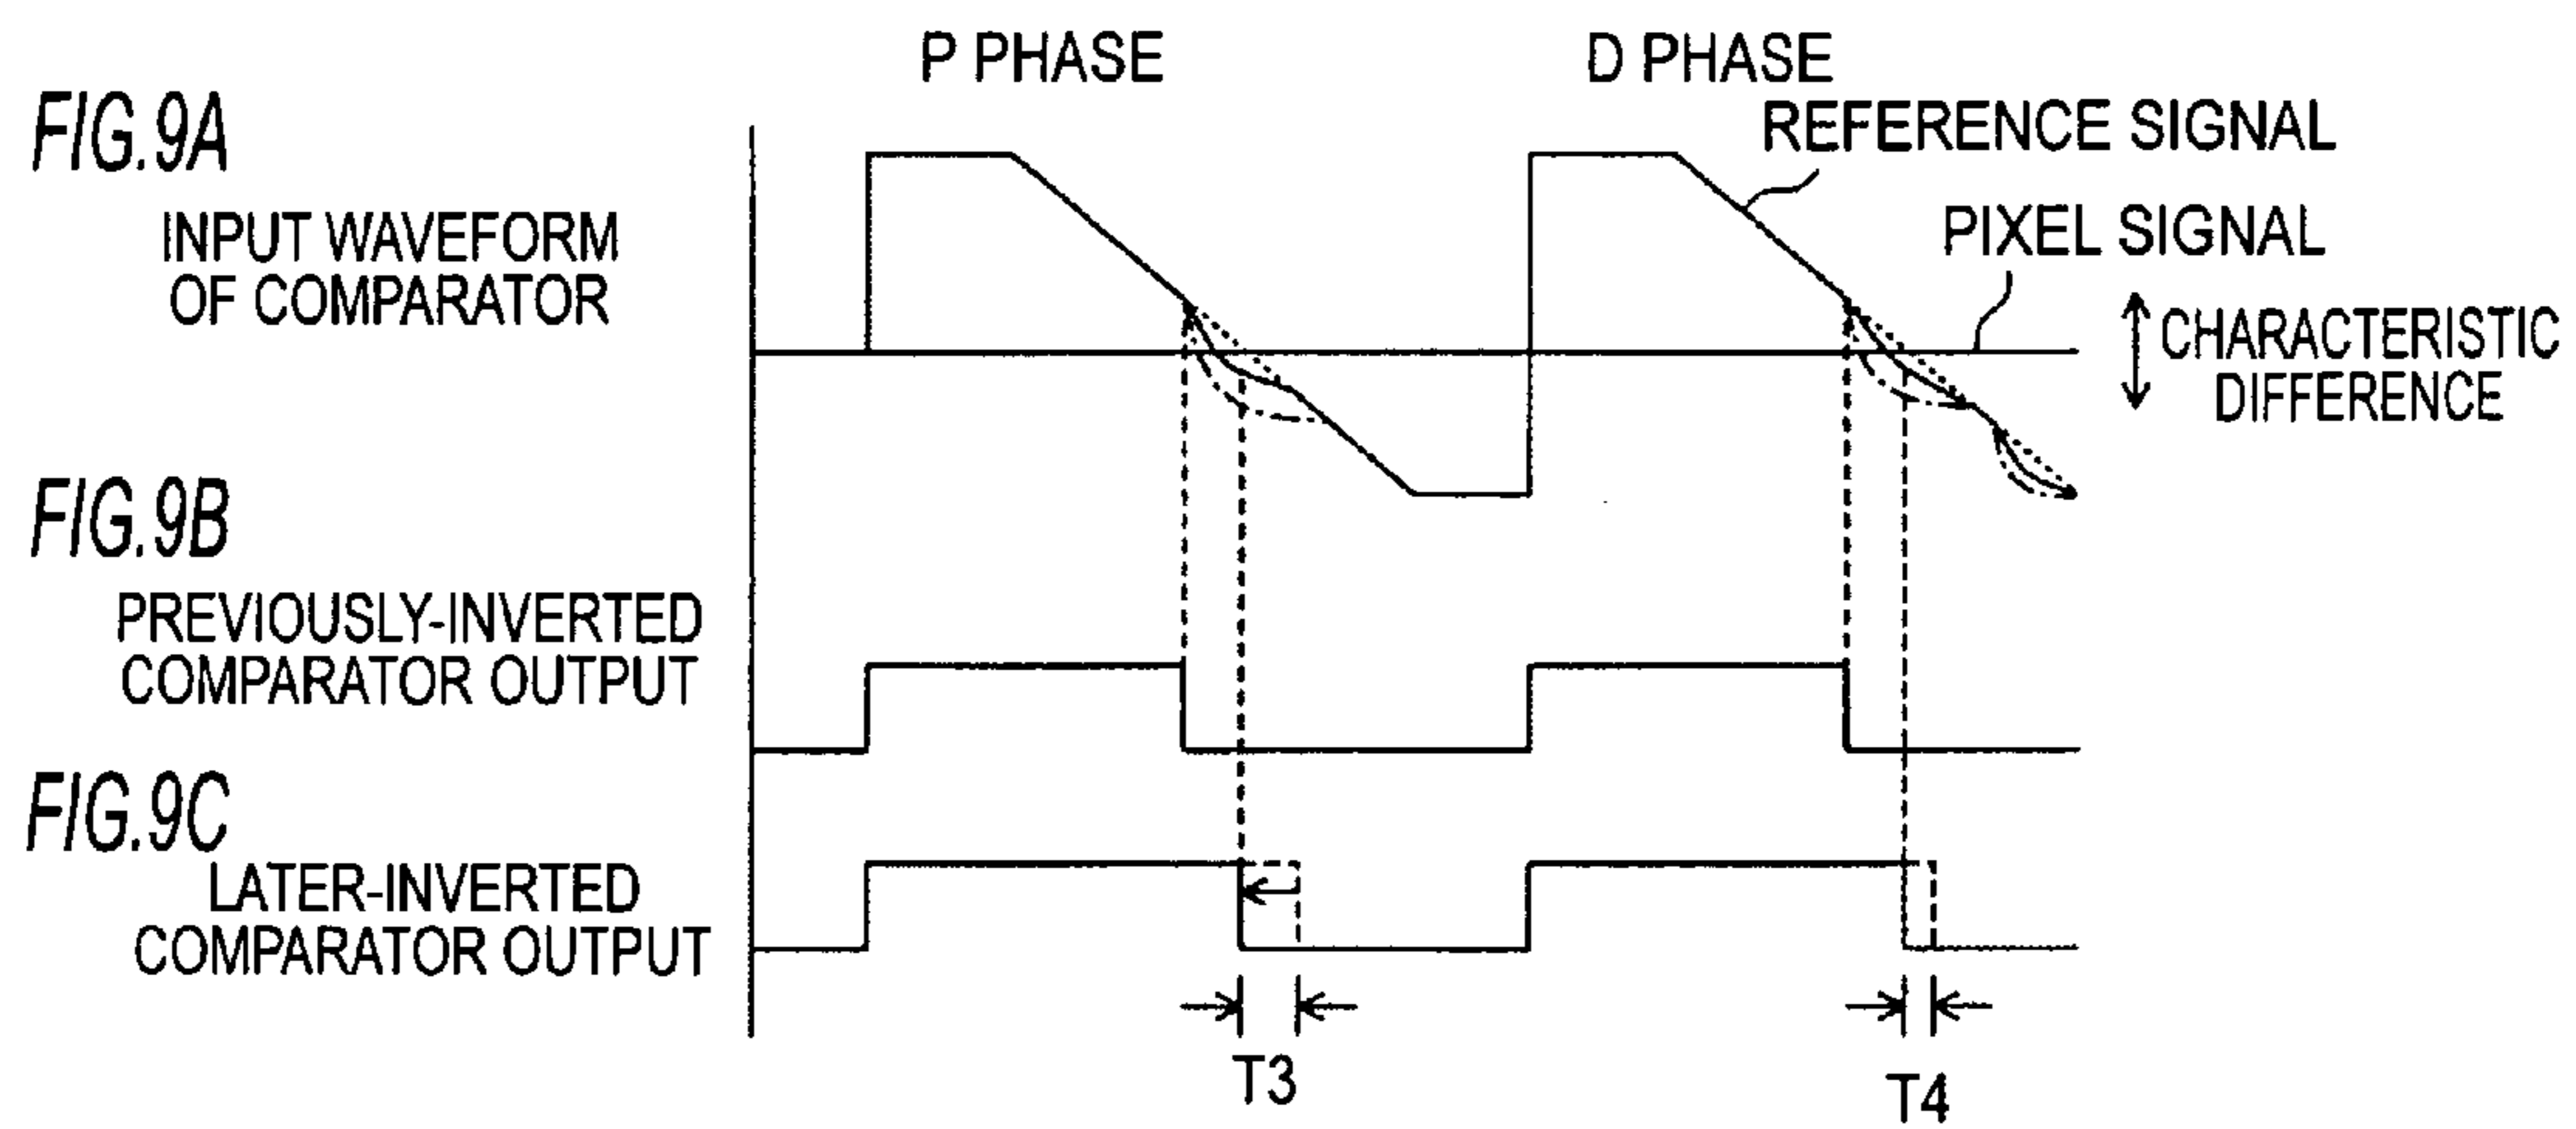 P PHASE
D PHASE
FIG.9A
REFERENCE SIGNAL
INPUT WAVEFORM
OF COMPARATOR
PIXEL SIGNAL
CHARACTERISTIC
DIFFERENCE
FIG.9B
PREVIOUSLY-INVERTED
COMPARATOR OUTPUT
FIG.9C
LATER-INVERTED
COMPARATOR OUTPUT
T3
T4